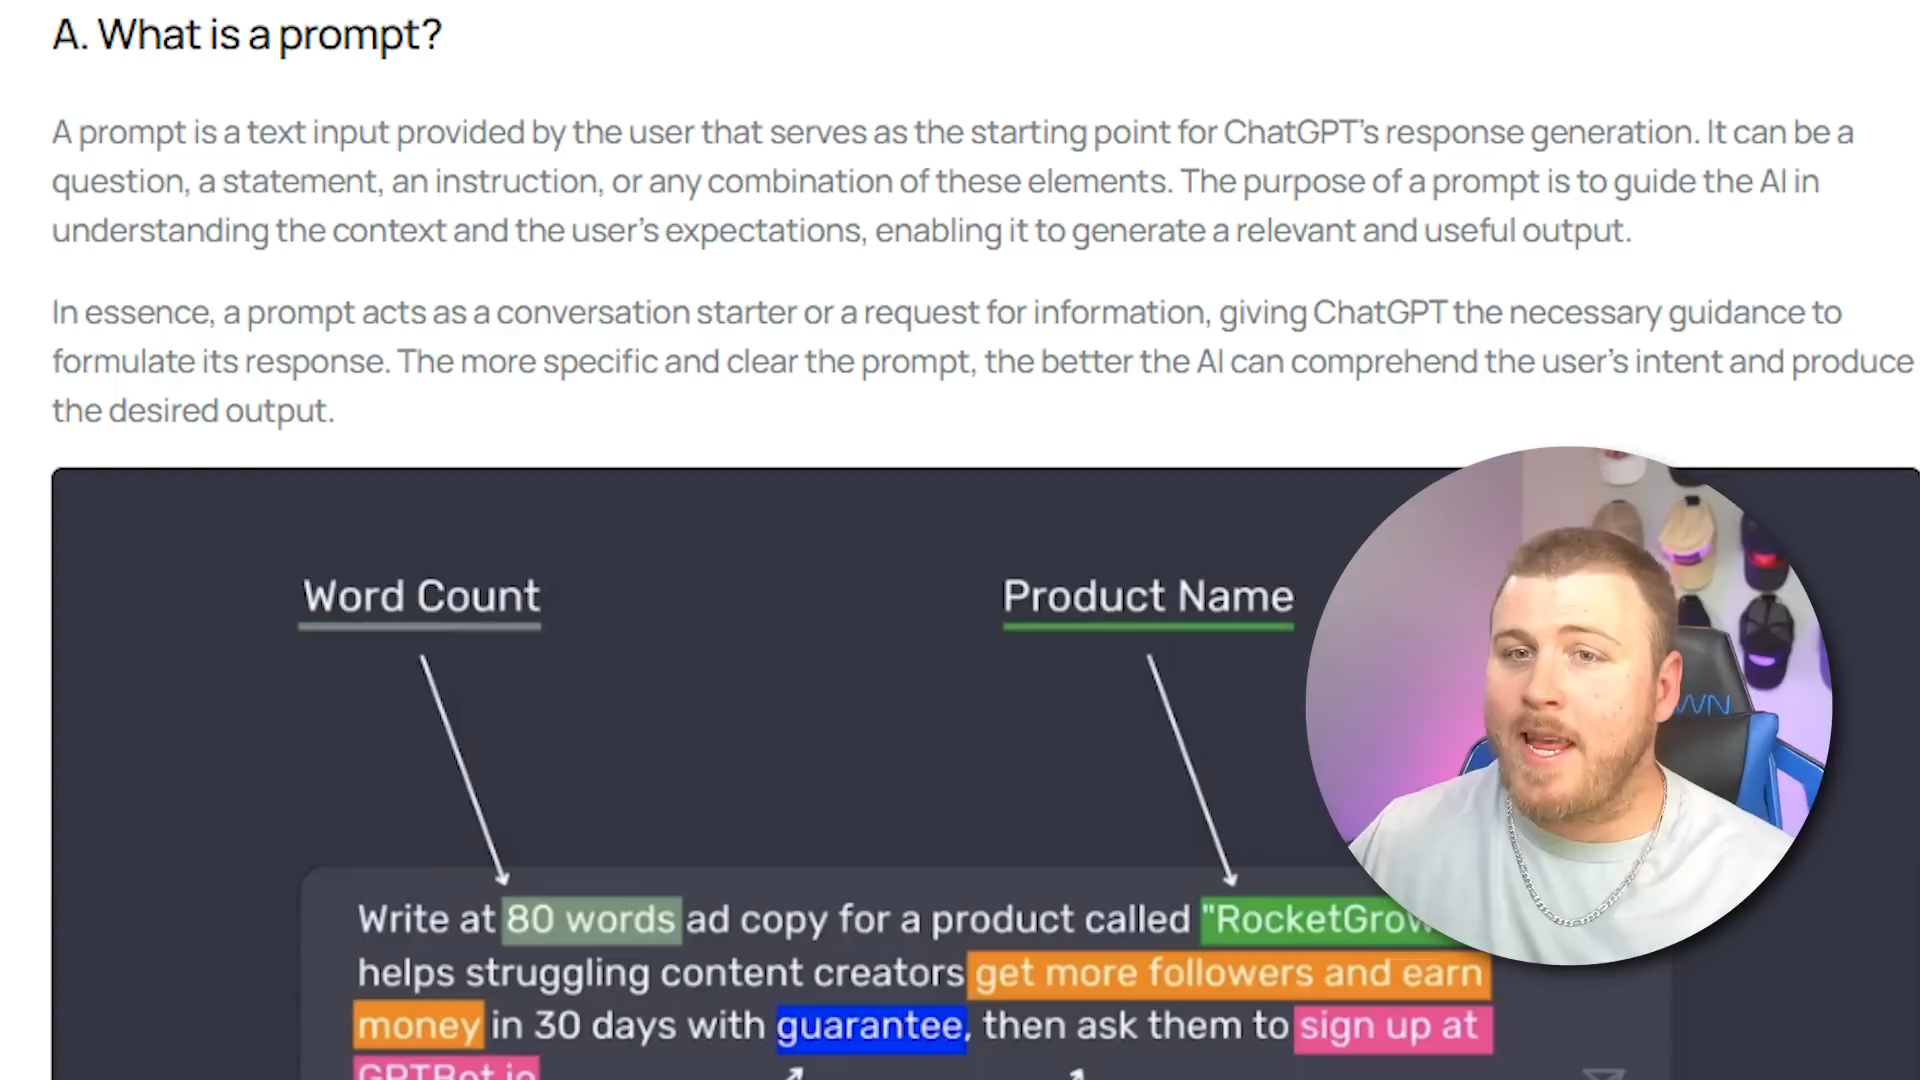 A. What is a prompt?
A prompt is a text input provided by the user that serves as the starting point for ChatGPT's response generation. It can be a
question, a statement, an instruction, or any combination of these elements. The purpose of a prompt is to guide the AI in
understanding the context and the user's expectations, enabling it to generate a relevant and useful output.
In essence, a prompt acts as a conversation starter or a request for information, giving ChatGPT the necessary guidance to
formulate its response. The more specific and clear the prompt, the better the AI can comprehend the user's intent and produce
the desired output.
Word Count
Product Name
Write at 80 words ad copy for a product called
helps struggling content creators get more followers and earn
money in 30 days with guarantee, then ask them to sign up at
GPTBot.io